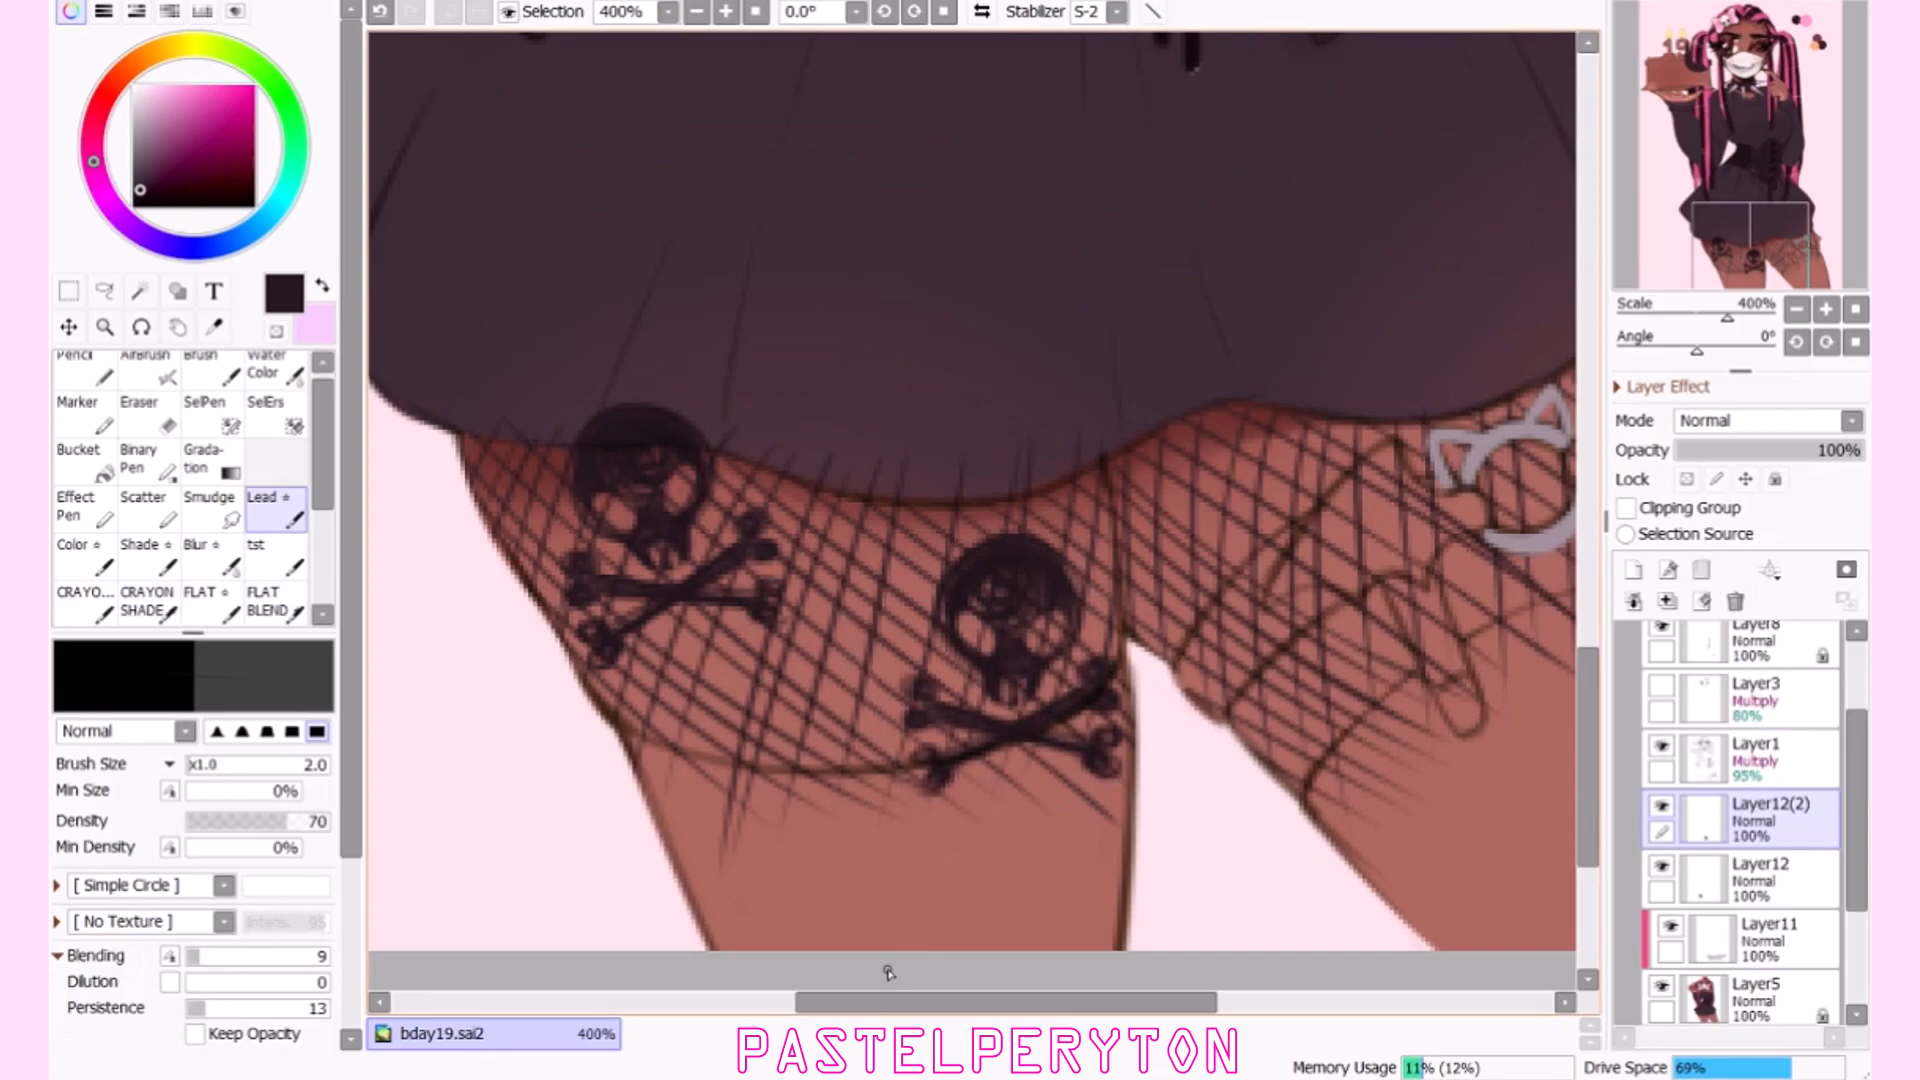 Selection 400% 0.0° Stabilizer S-2
19
T
Scale 400%
Angle 0°
Layer Effect
Mode Normal
Opacity 100%
Lock
Clipping Group
Selection Source
Pencil AirBrush Brush Water Color
Marker Eraser SelPen SelErs
Bucket Binary Pen Grada- tion
Effect Pen Scatter Smudge Lead
Color Shade Blur tst
CRAYO... CRAYON SHADE FLAT FLAT BLEND
Normal
Brush Size x1.0 2.0
Min Size 0%
Density 70
Min Density 0%
[ Simple Circle ]
[ No Texture ] Intens. 95
Blending 9
Dilution 0
Persistence 13
Keep Opacity
Layer8
Normal
100%
Layer3
Multiply
80%
Layer1
Multiply
95%
Layer12(2)
Normal
100%
Layer12
Normal
100%
Layer11
Normal
100%
Layer5
Normal
100%
bday19.sai2 400%
PASTELPERYTON
Memory Usage 11% (12%) Drive Space 69%